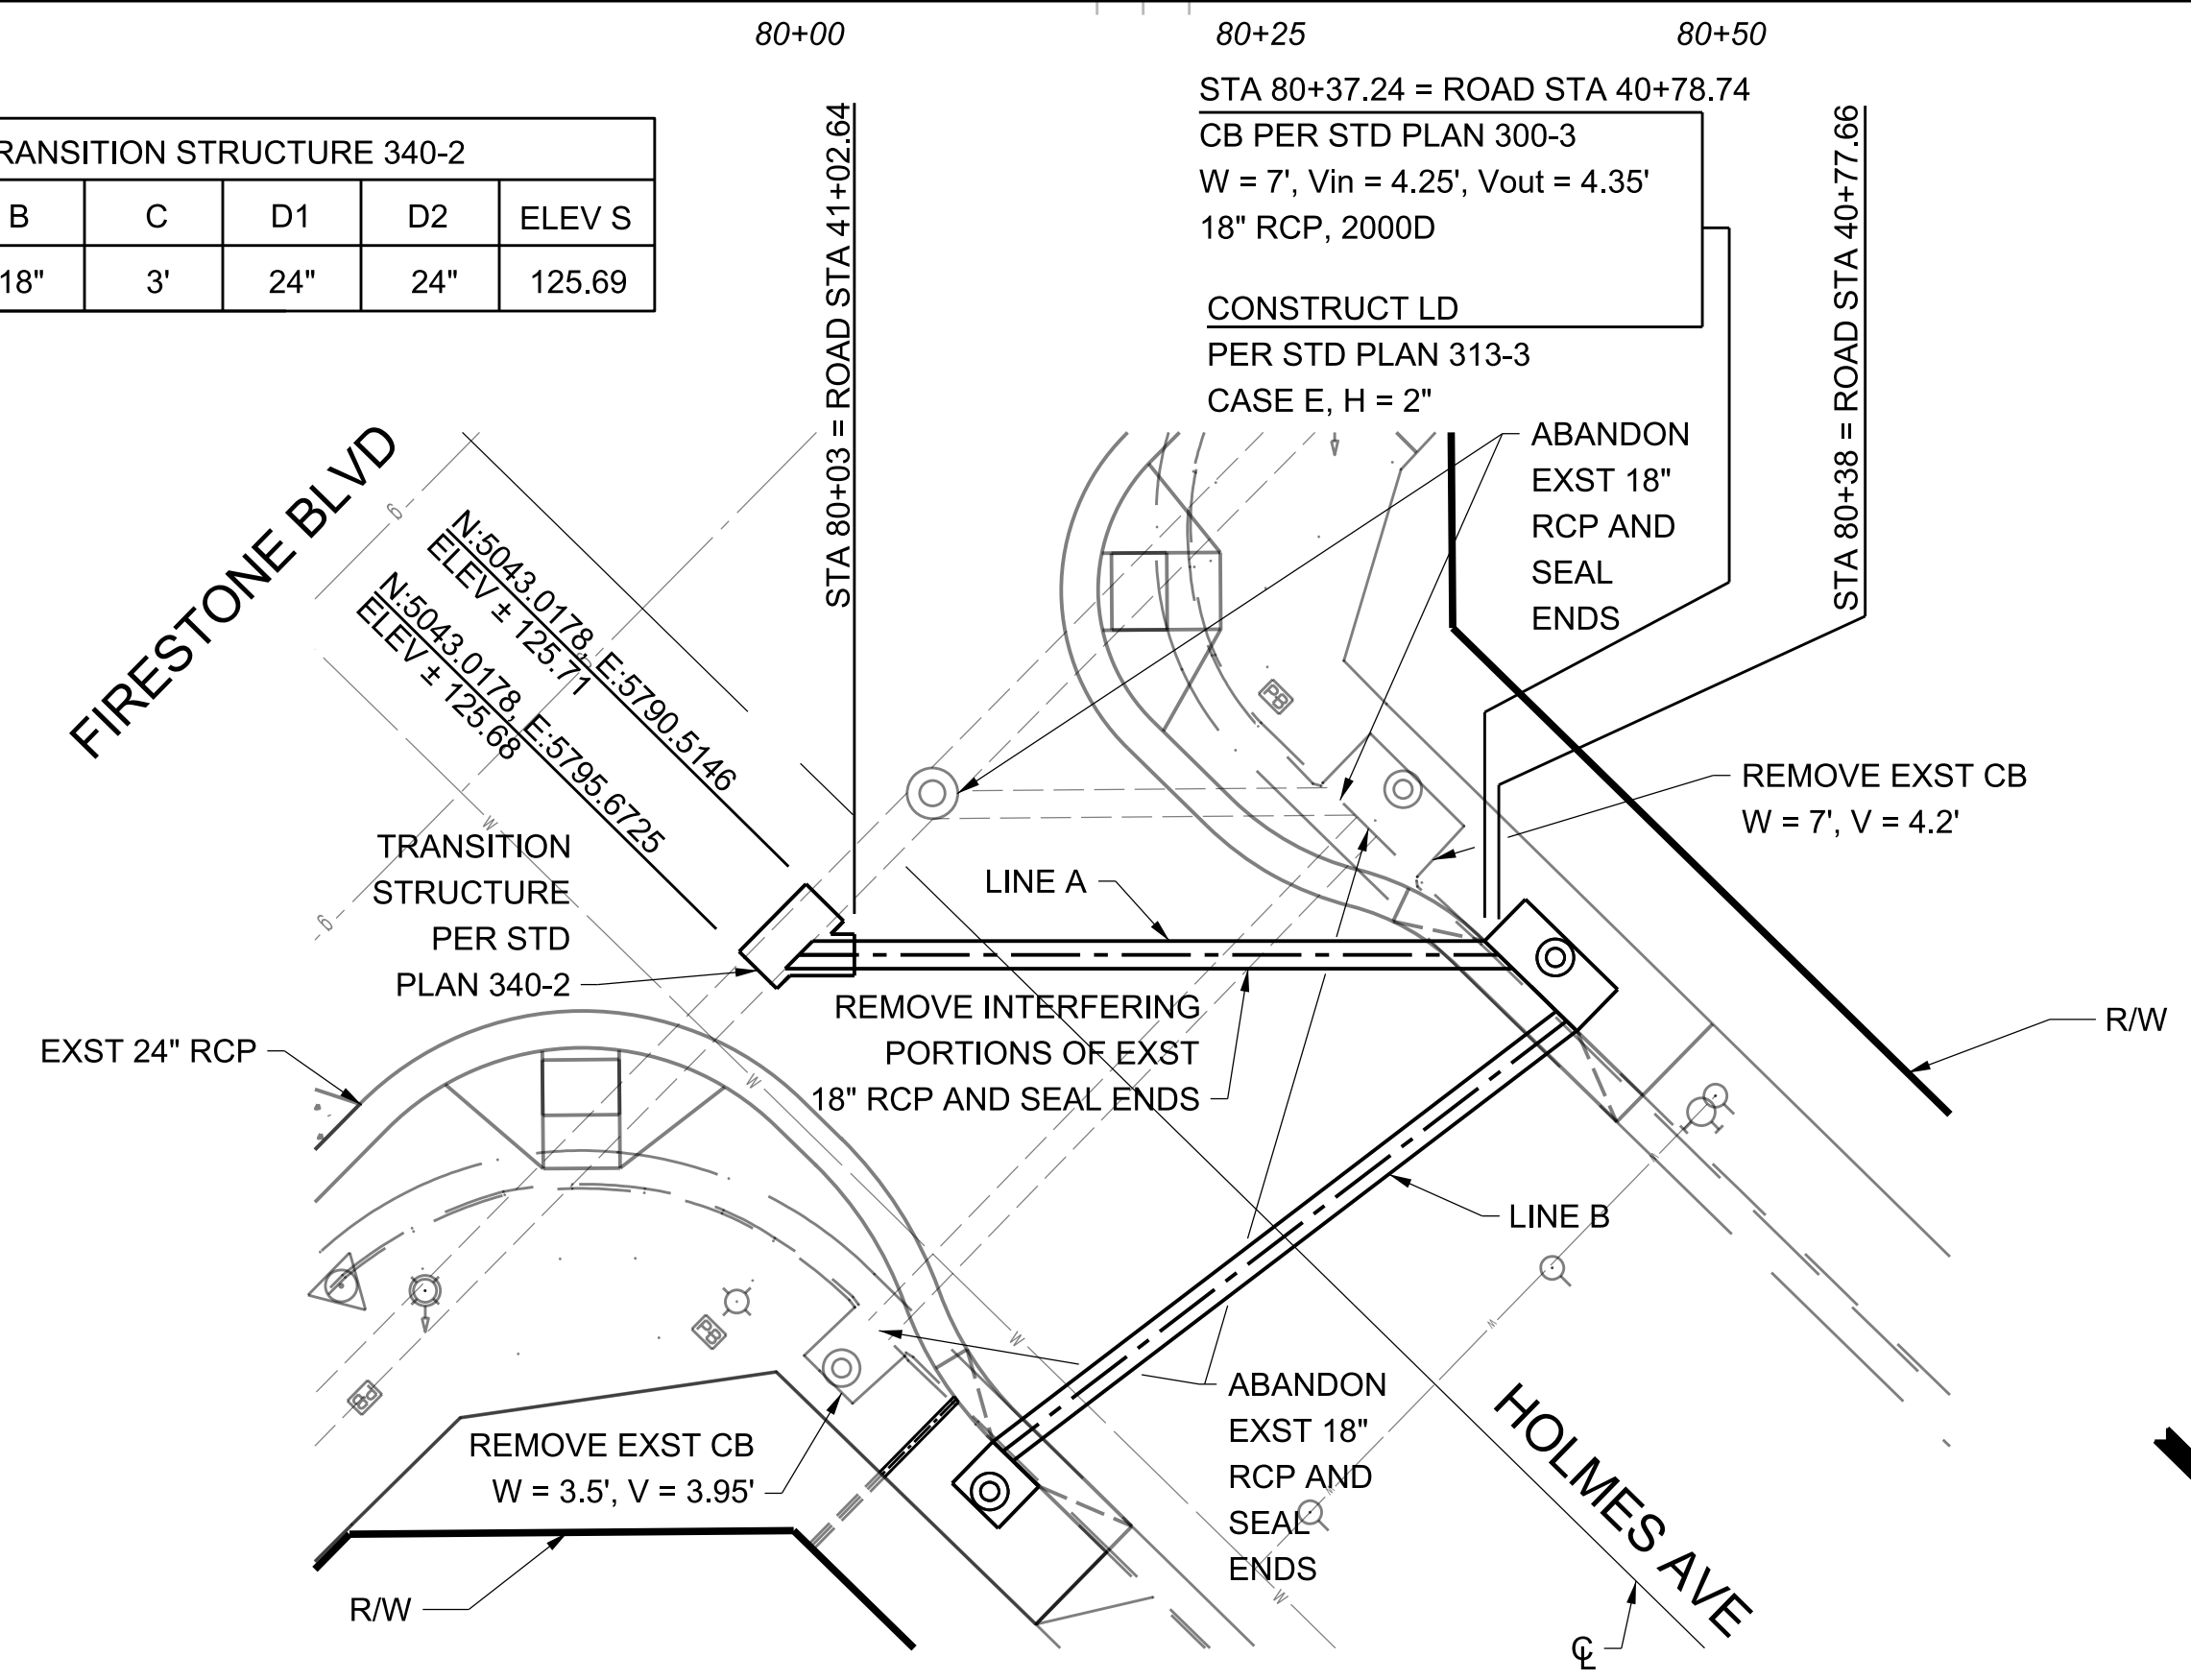 80+00
80+25
80+50
RANSITION STRUCTURE 340-2
B C D1 D2 ELEV S
18" 3' 24" 24" 125.69
STA 80+03 = ROAD STA 41+02.64
STA 80+37.24 = ROAD STA 40+78.74
CB PER STD PLAN 300-3
W = 7', Vin = 4.25', Vout = 4.35'
18" RCP, 2000D
CONSTRUCT LD
PER STD PLAN 313-3
CASE E, H = 2"
STA 80+38 = ROAD STA 40+77.66
ABANDON
EXST 18"
RCP AND
SEAL
ENDS
FIRESTONE BLVD
N:5043.0178, E:5790.5146
ELEV ± 125.71
N:5043.0178, E:5795.6725
ELEV ± 125.68
6
6
6
PB
REMOVE EXST CB
W = 7', V = 4.2'
TRANSITION
STRUCTURE
PER STD
PLAN 340-2
W
LINE A
REMOVE INTERFERING
PORTIONS OF EXST
18" RCP AND SEAL ENDS
EXST 24" RCP
W
R/W
LINE B
W
W
W
PB
PB
REMOVE EXST CB
W = 3.5', V = 3.95'
ABANDON
EXST 18"
RCP AND
SEAL
ENDS
W
W
HOLMES AVE
R/W
CL